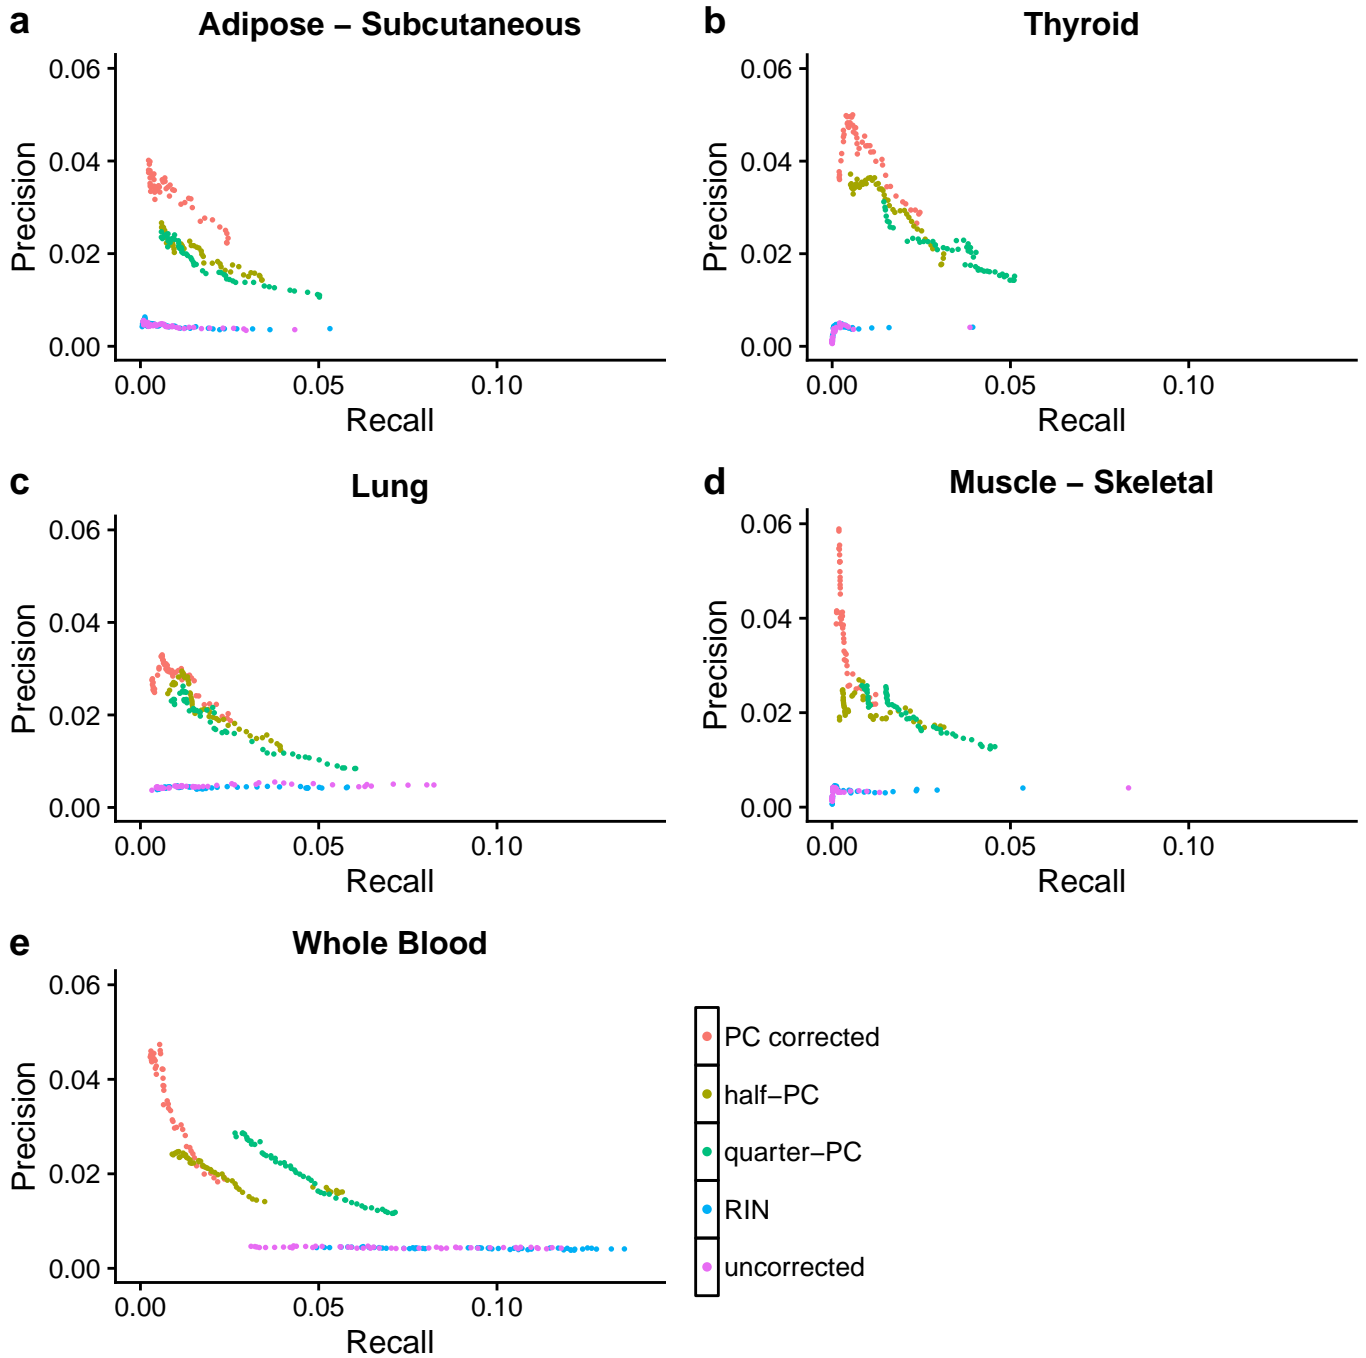 a
Adipose – Subcutaneous
0.06
0.04
0.02
0.00
Precision
0.00 0.05 0.10
Recall
b
Thyroid
0.06
0.04
0.02
0.00
Precision
0.00 0.05 0.10
Recall
c
Lung
0.06
0.04
0.02
0.00
Precision
0.00 0.05 0.10
Recall
d
Muscle – Skeletal
0.06
0.04
0.02
0.00
Precision
0.00 0.05 0.10
Recall
e
Whole Blood
0.06
0.04
0.02
0.00
Precision
0.00 0.05 0.10
Recall
PC corrected
half–PC
quarter–PC
RIN
uncorrected